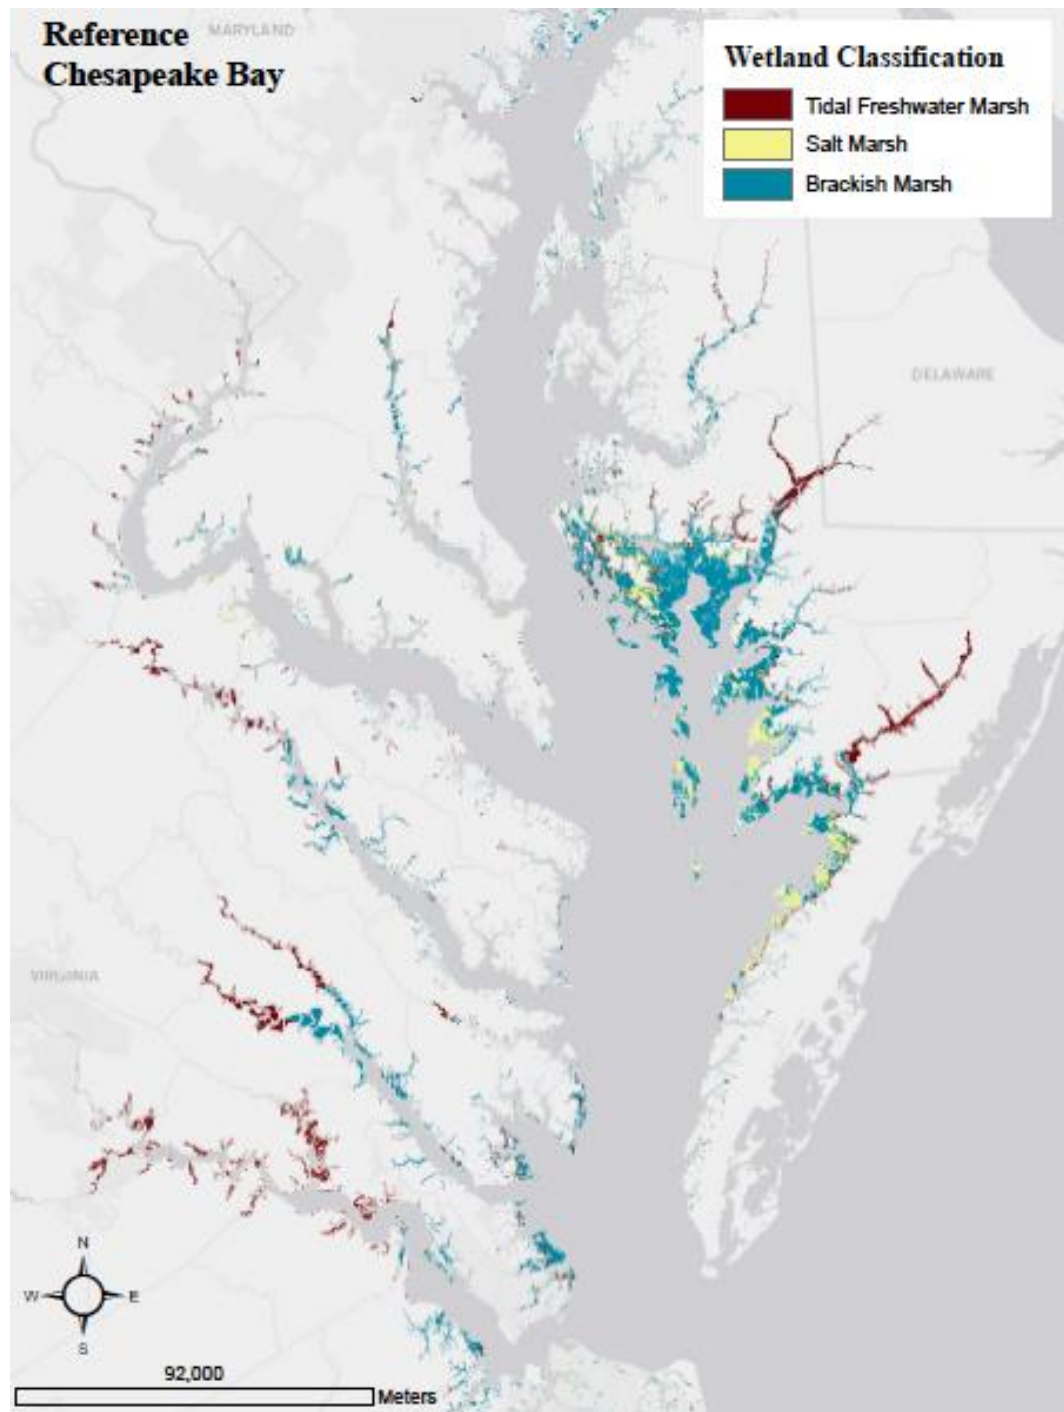 Reference
Chesapeake Bay
MARYLAND
Wetland Classification
Tidal Freshwater Marsh
Salt Marsh
Brackish Marsh
DELAWARE
VIRGINIA
N
W
E
S
92,000
Meters